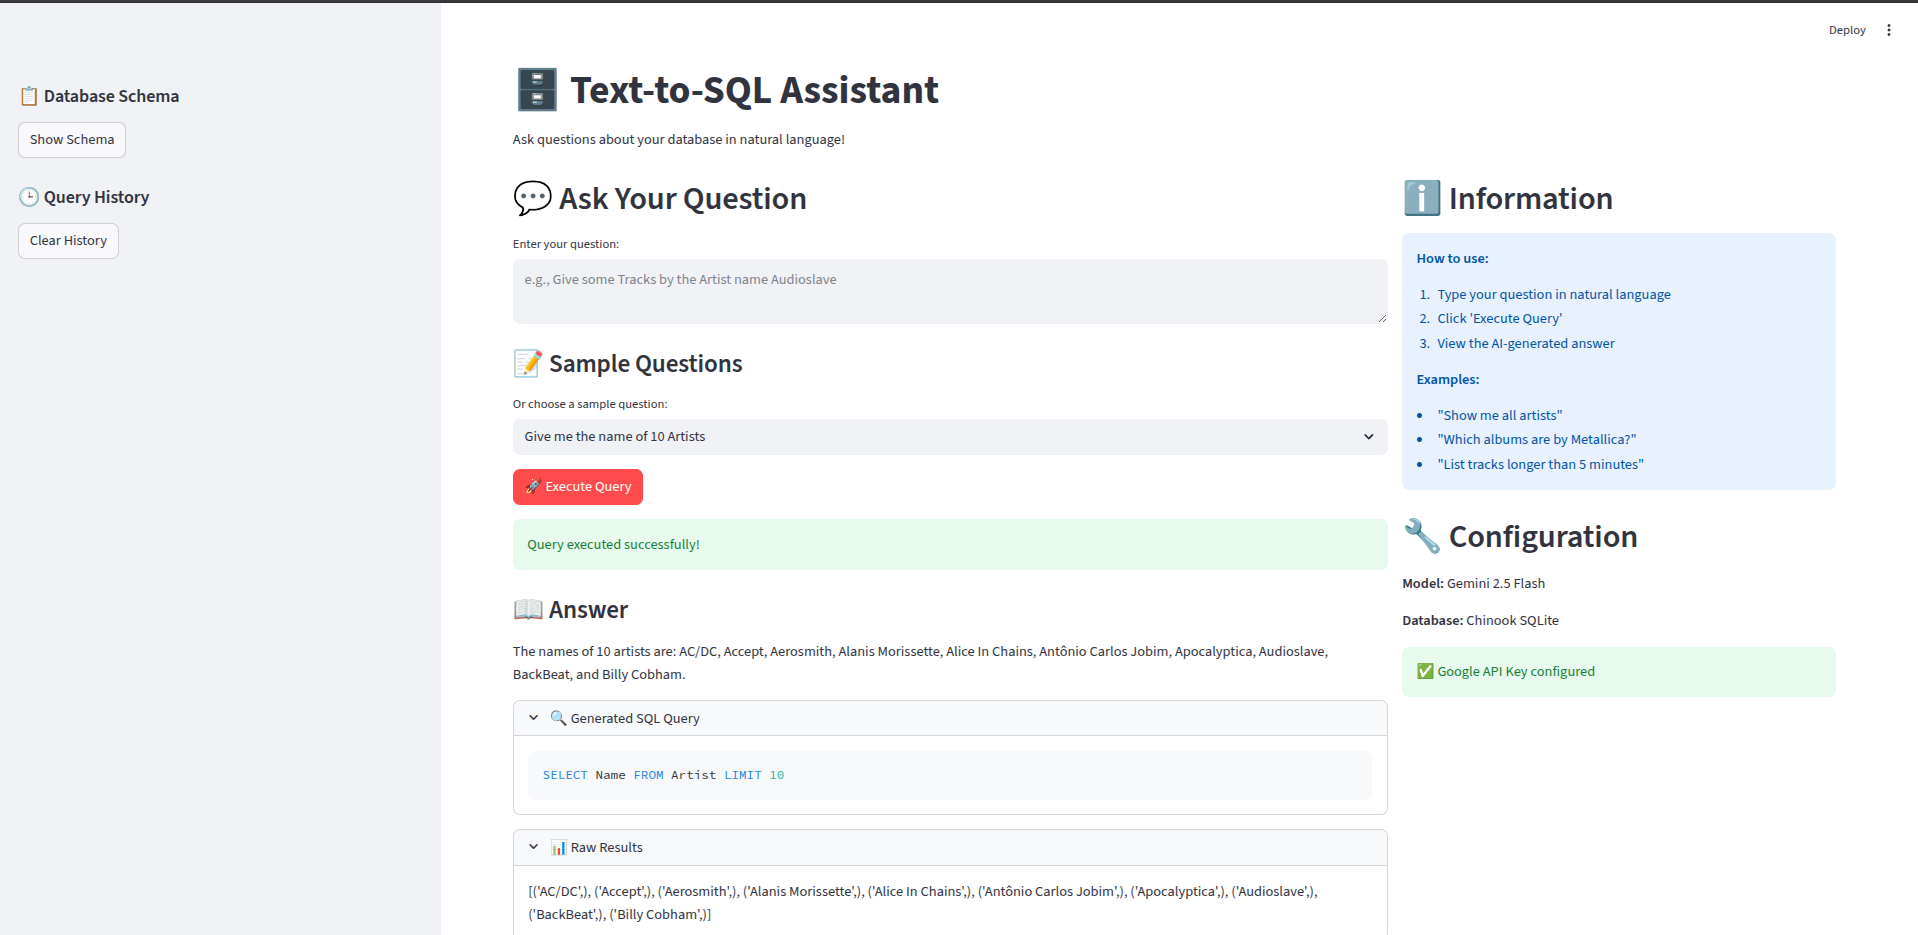 Deploy
📋 Database Schema
Show Schema
🕒 Query History
Clear History
🗄️ Text-to-SQL Assistant
Ask questions about your database in natural language!
💬 Ask Your Question
Enter your question:
e.g., Give some Tracks by the Artist name Audioslave
📝 Sample Questions
Or choose a sample question:
Give me the name of 10 Artists
🚀 Execute Query
Query executed successfully!
📖 Answer
The names of 10 artists are: AC/DC, Accept, Aerosmith, Alanis Morissette, Alice In Chains, Antônio Carlos Jobim, Apocalyptica, Audioslave,
BackBeat, and Billy Cobham.
🔍 Generated SQL Query
SELECT Name FROM Artist LIMIT 10
📊 Raw Results
[('AC/DC',), ('Accept',), ('Aerosmith',), ('Alanis Morissette',), ('Alice In Chains',), ('Antônio Carlos Jobim',), ('Apocalyptica',), ('Audioslave',),
('BackBeat',), ('Billy Cobham',)]
ℹ️ Information
How to use:
1. Type your question in natural language
2. Click 'Execute Query'
3. View the AI-generated answer
Examples:
• "Show me all artists"
• "Which albums are by Metallica?"
• "List tracks longer than 5 minutes"
🔧 Configuration
Model: Gemini 2.5 Flash
Database: Chinook SQLite
✅ Google API Key configured